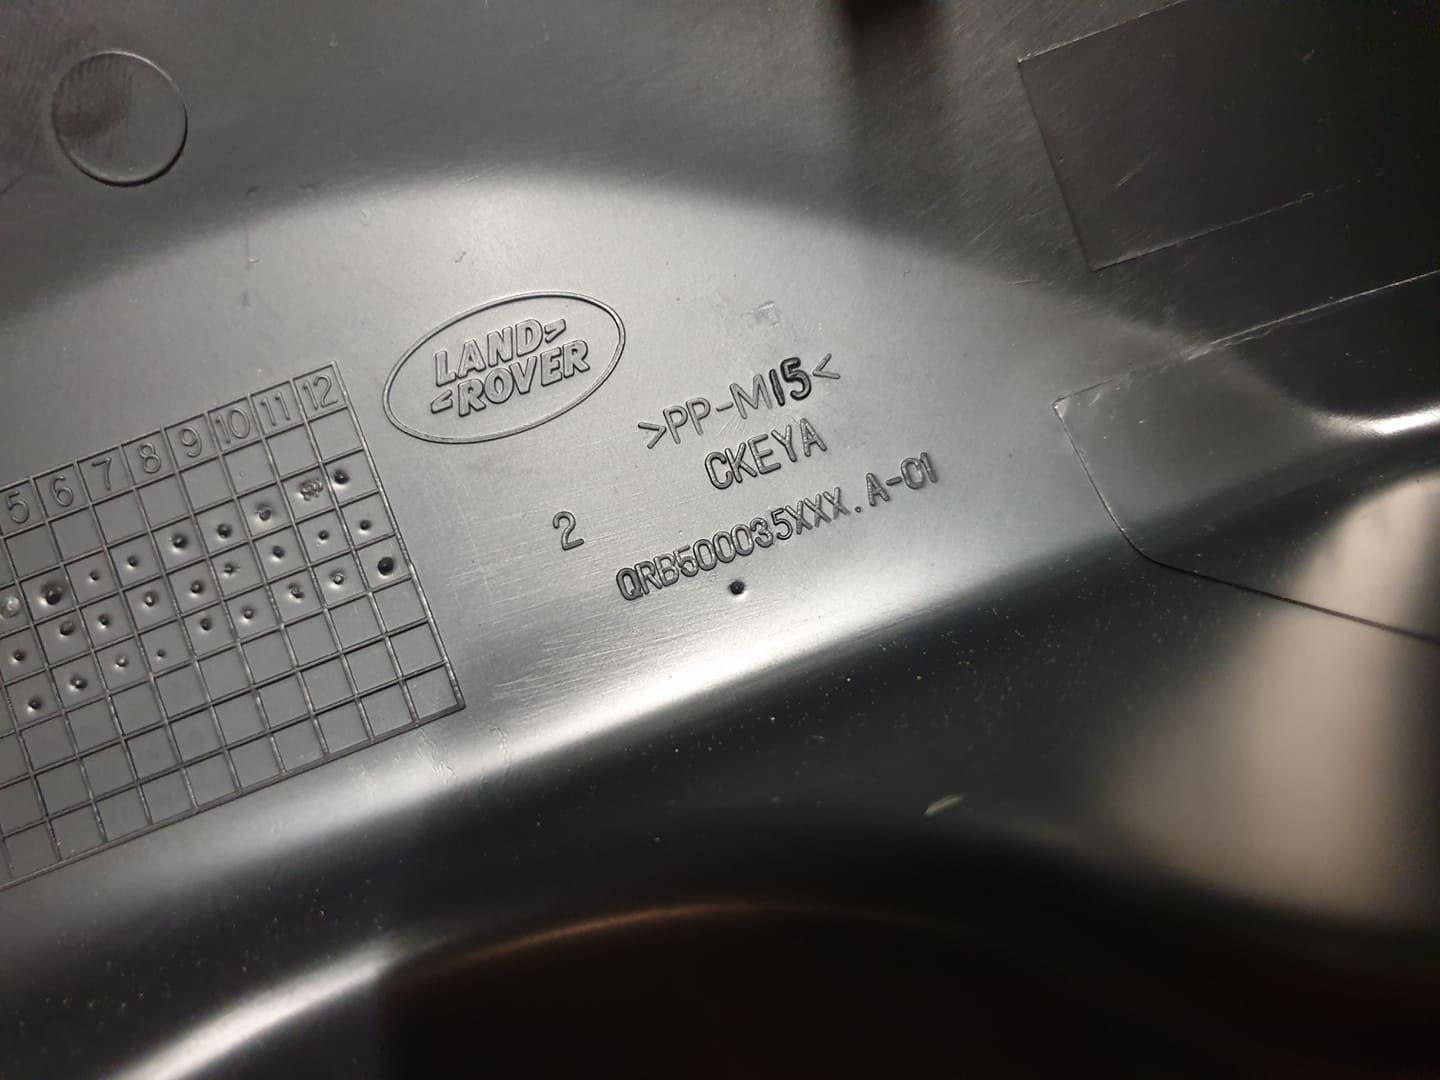 LAND
ROVER
5 6 7 8 9 10 11 12
>PP-M15<
CKEYA
2
QRB500035XXX.A-01